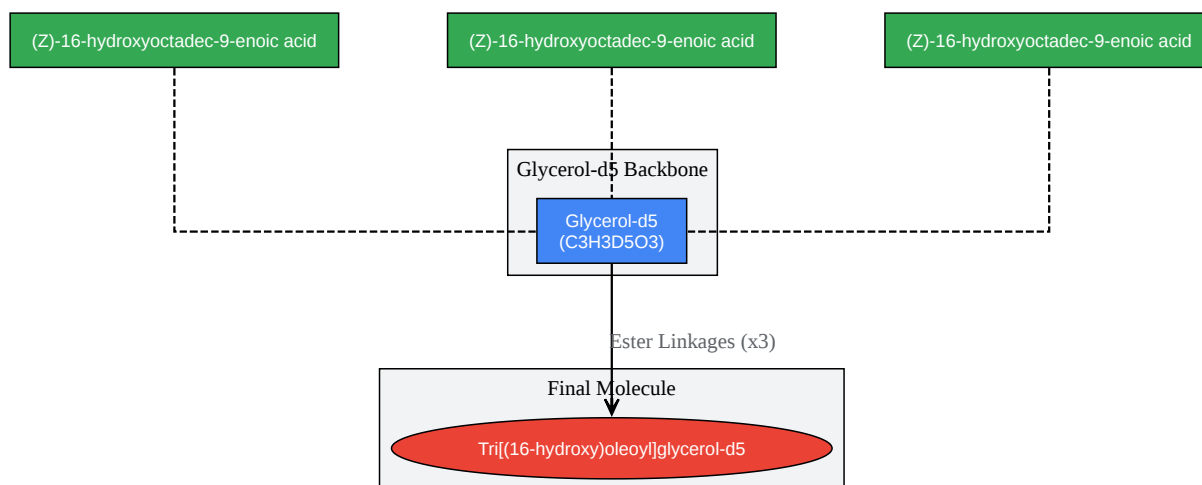 (Z)-16-hydroxyoctadec-9-enoic acid
(Z)-16-hydroxyoctadec-9-enoic acid
(Z)-16-hydroxyoctadec-9-enoic acid
Glycerol-d5 Backbone
Glycerol-d5
(C3H3D5O3)
Ester Linkages (x3)
Final Molecule
Tri[(16-hydroxy)oleoyl]glycerol-d5